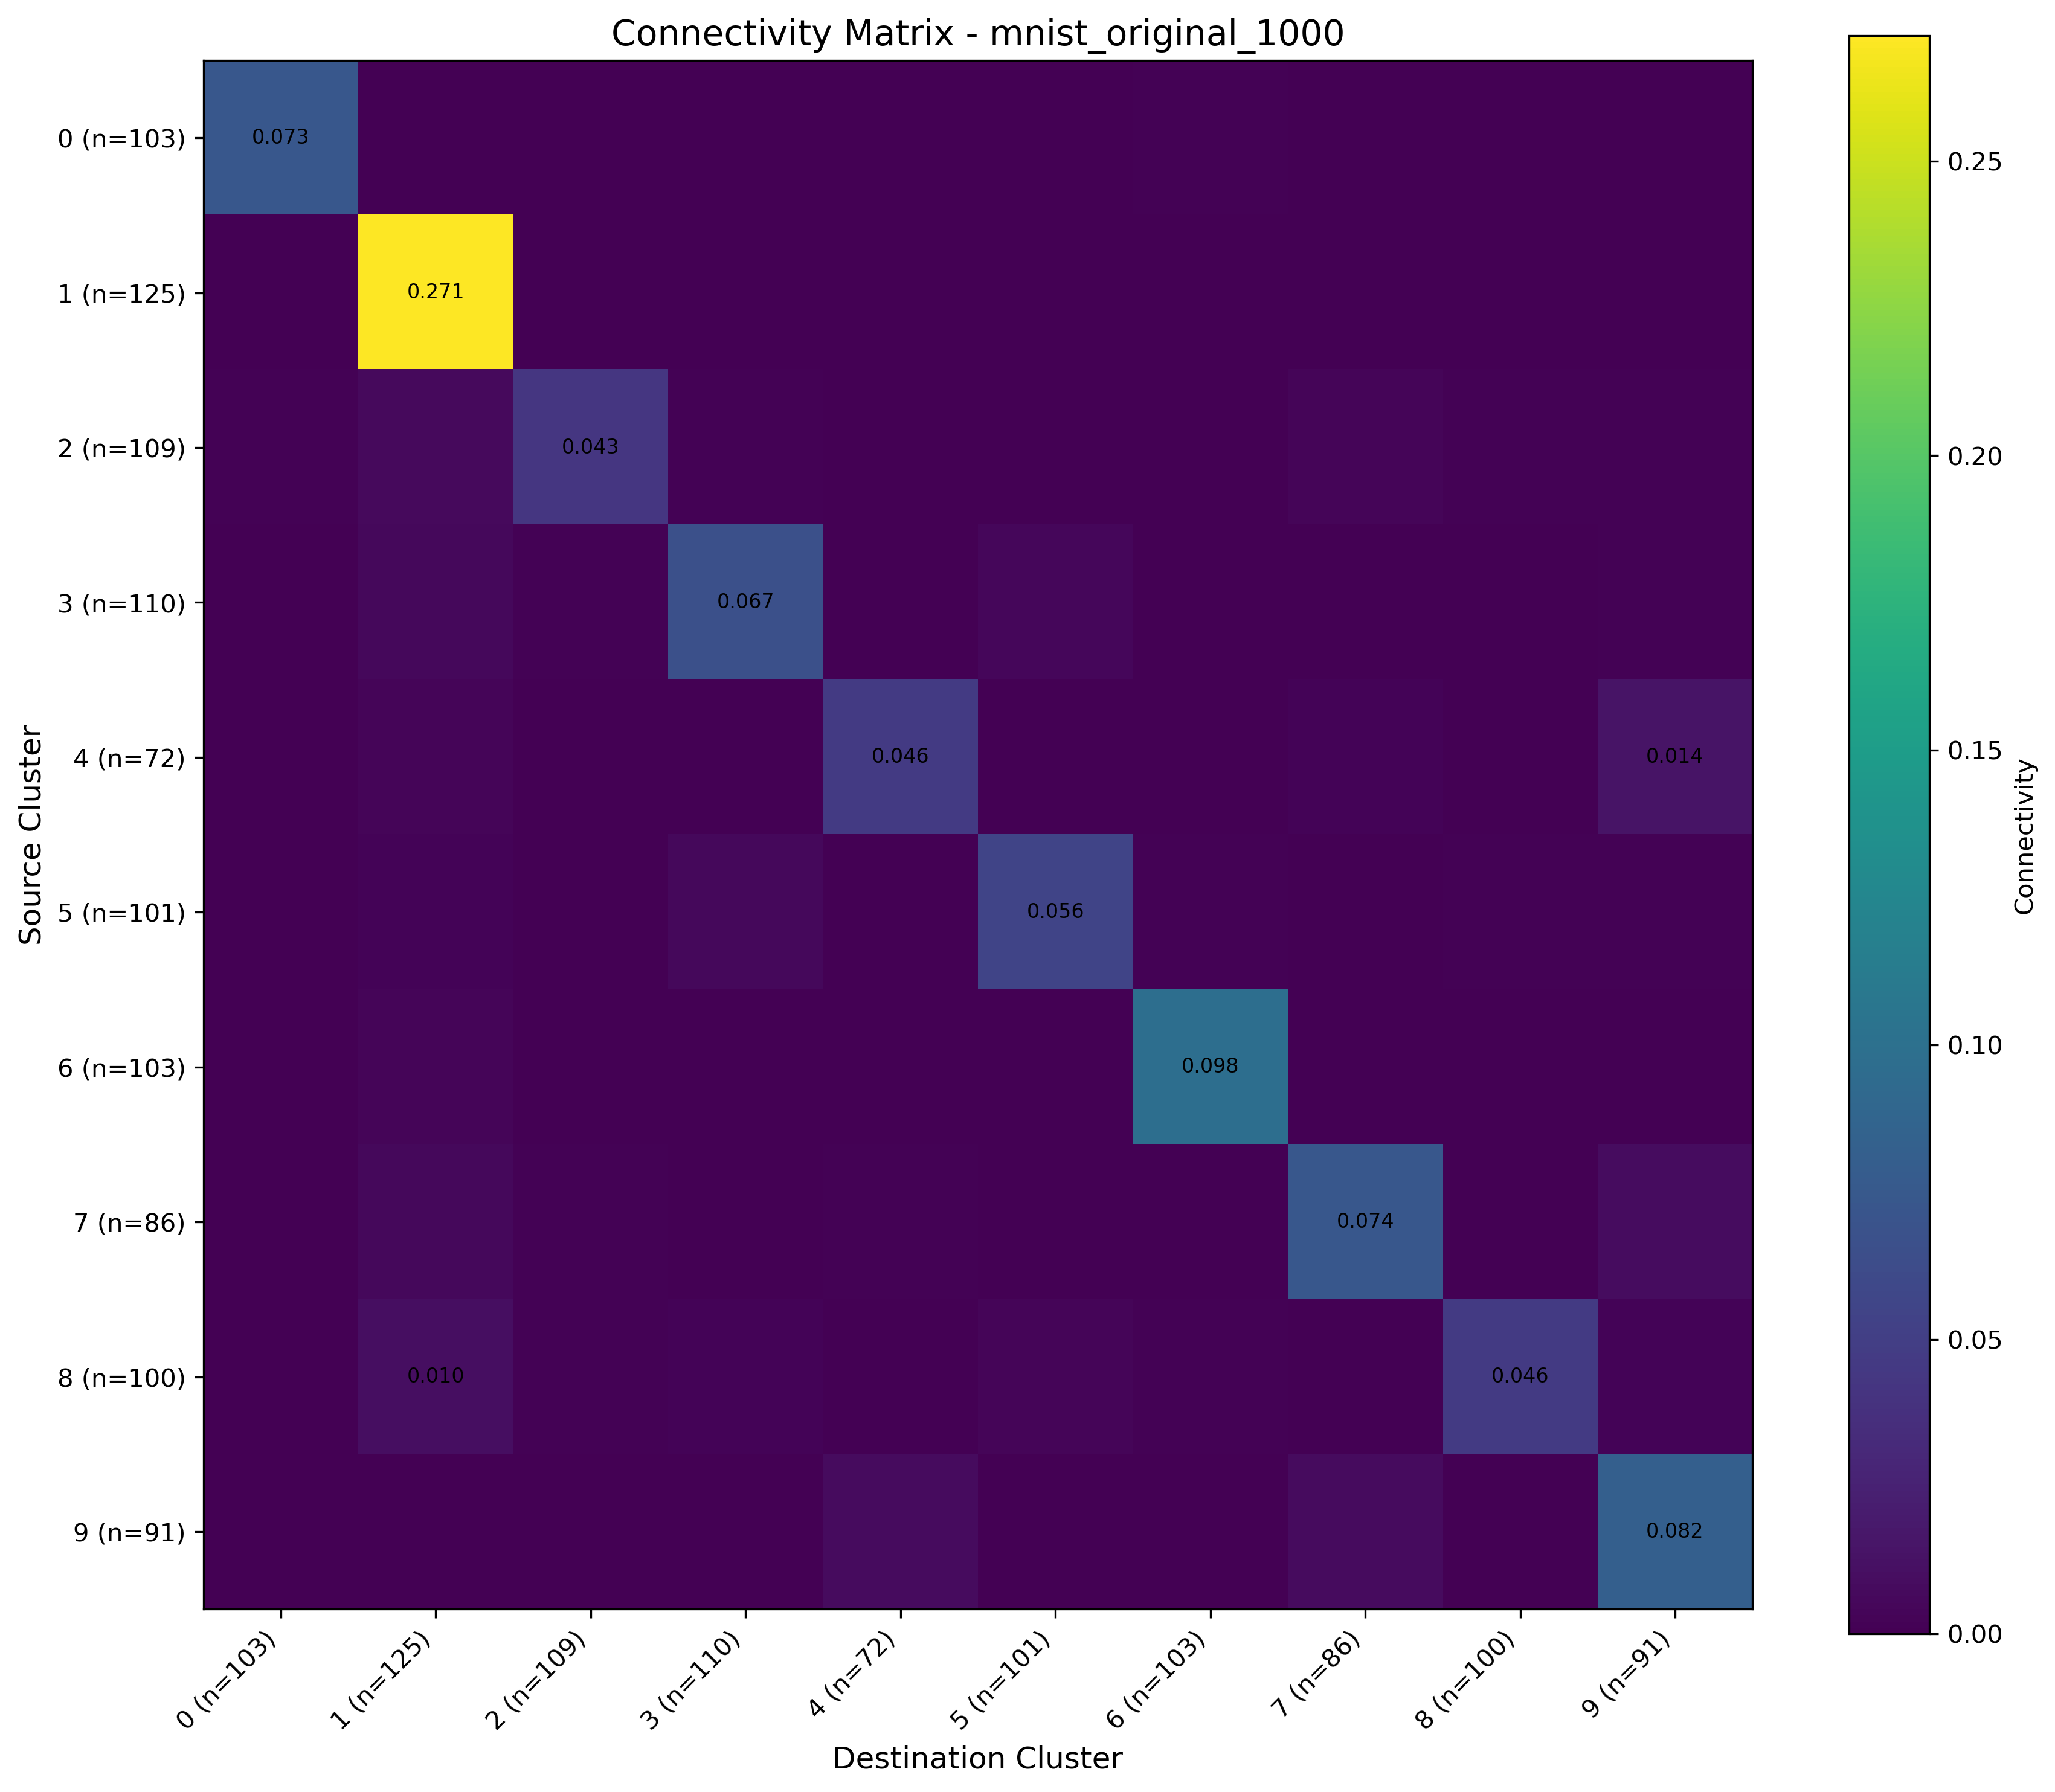 Connectivity Matrix - mnist_original_1000
0 (n=103)
1 (n=125)
2 (n=109)
3 (n=110)
4 (n=72)
5 (n=101)
6 (n=103)
7 (n=86)
8 (n=100)
9 (n=91)
Source Cluster
0.073
0.271
0.043
0.067
0.046 0.014
0.056
0.098
0.074
0.010 0.046
0.082
0 (n=103)
1 (n=125)
2 (n=109)
3 (n=110)
4 (n=72)
5 (n=101)
6 (n=103)
7 (n=86)
8 (n=100)
9 (n=91)
Destination Cluster
0.25
0.20
0.15
0.10
0.05
0.00
Connectivity